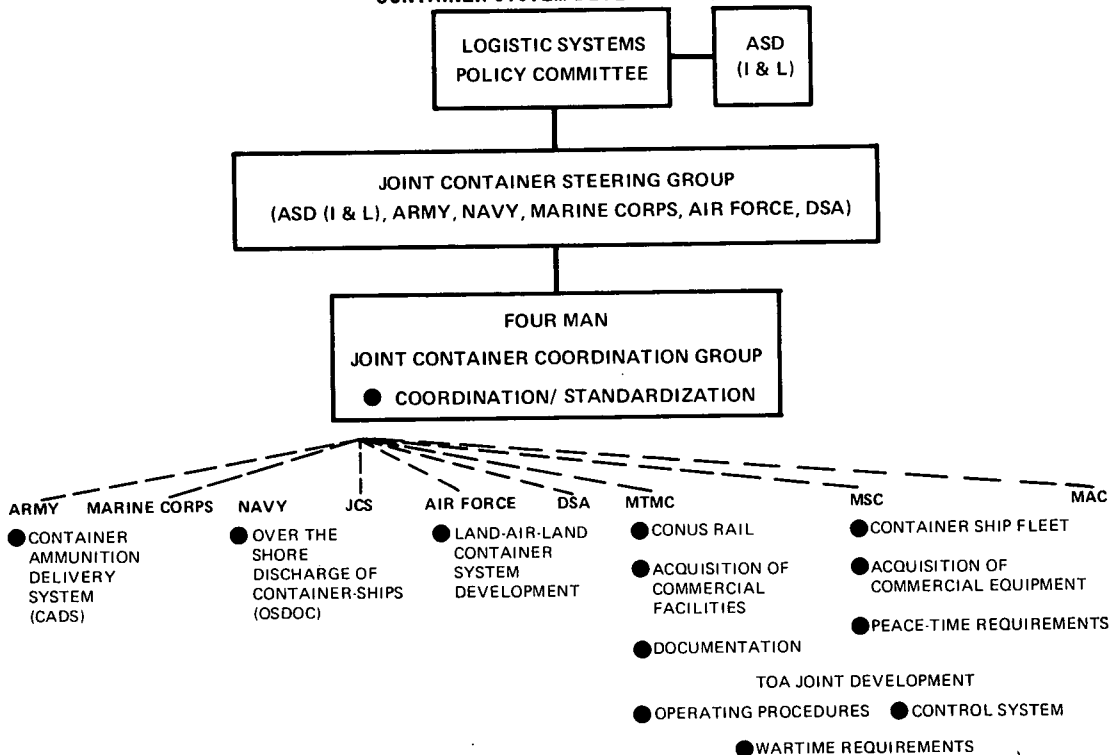 LOGISTIC SYSTEMS
POLICY COMMITTEE
ASD
(I & L)
JOINT CONTAINER STEERING GROUP
(ASD (I & L), ARMY, NAVY, MARINE CORPS, AIR FORCE, DSA)
FOUR MAN
JOINT CONTAINER COORDINATION GROUP
● COORDINATION/ STANDARDIZATION
ARMY
MARINE CORPS
NAVY
JCS
AIR FORCE
DSA
MTMC
MSC
MAC
● CONTAINER
AMMUNITION
DELIVERY
SYSTEM
(CADS)
● OVER THE
SHORE
DISCHARGE OF
CONTAINER-SHIPS
(OSDOC)
● LAND-AIR-LAND
CONTAINER
SYSTEM
DEVELOPMENT
● CONUS RAIL
● ACQUISITION OF
COMMERCIAL
FACILITIES
● DOCUMENTATION
● CONTAINER SHIP FLEET
● ACQUISITION OF
COMMERCIAL EQUIPMENT
● PEACE-TIME REQUIREMENTS
TOA JOINT DEVELOPMENT
● OPERATING PROCEDURES ● CONTROL SYSTEM
● WARTIME REQUIREMENTS